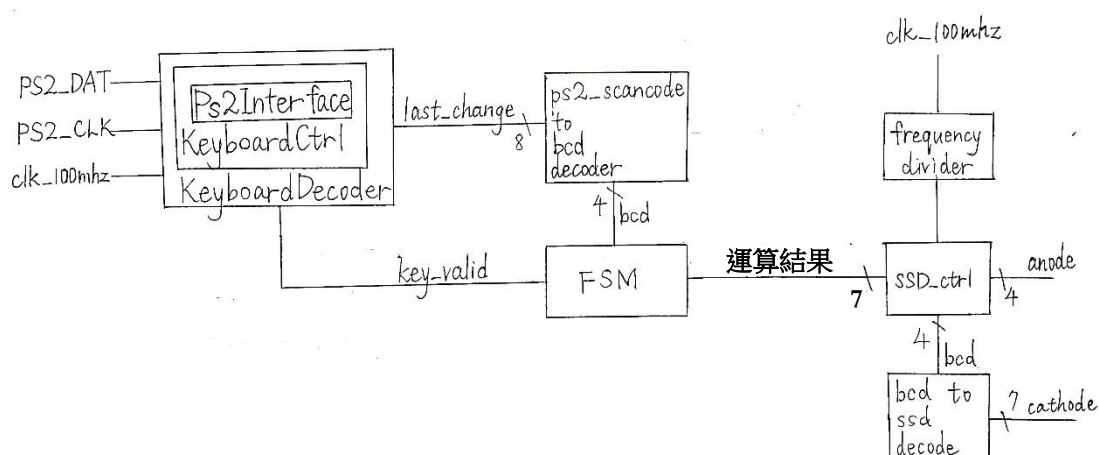 clk_100mhz
PS2_DAT
PS2_CLK
clk_100mhz
Ps2Interface
KeyboardCtrl
KeyboardDecoder
last_change
8
ps2_scancode
to
bcd
decoder
4
bcd
key_valid
FSM
運算結果
7
frequency
divider
SSD_ctrl
anode
4
4
bcd
bcd to
ssd
decode
7
cathode